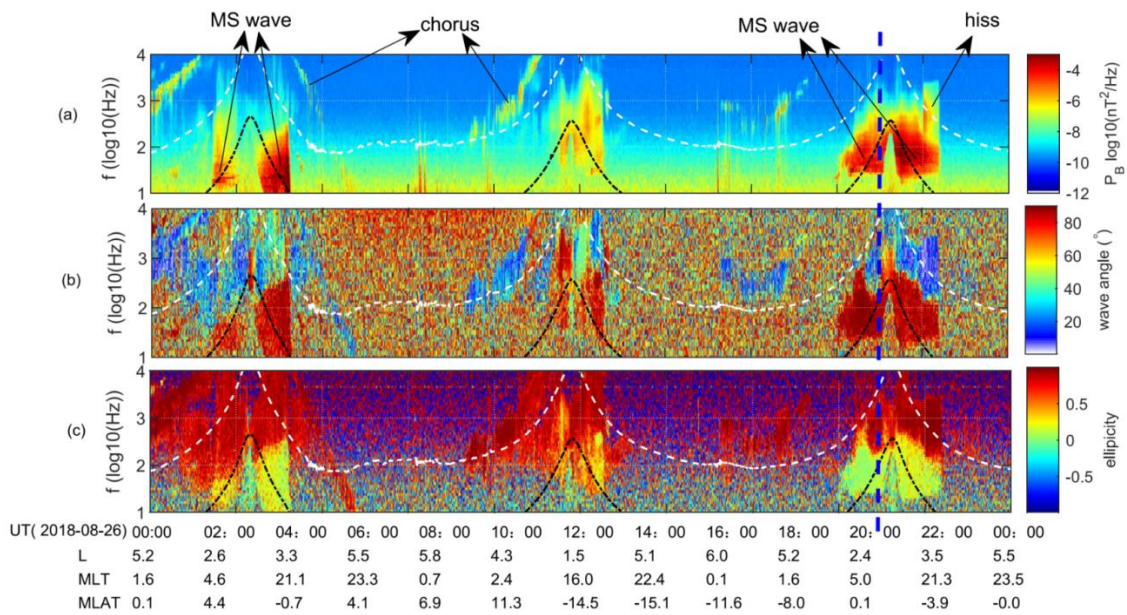 MS wave chorus MS wave hiss
(a)
f (log10(Hz))
4
3
2
1
-4
-6
-8
-10
-12
P_B log10(nT^2/Hz)
(b)
f (log10(Hz))
4
3
2
1
80
60
40
20
wave angle (°)
(c)
f (log10(Hz))
4
3
2
1
0.5
0
-0.5
ellipicity
UT( 2018-08-26) 00:00 02: 00 04: 00 06: 00 08: 00 10: 00 12: 00 14: 00 16: 00 18: 00 20: 00 22: 00 00: 00
L 5.2 2.6 3.3 5.5 5.8 4.3 1.5 5.1 6.0 5.2 2.4 3.5 5.5
MLT 1.6 4.6 21.1 23.3 0.7 2.4 16.0 22.4 0.1 1.6 5.0 21.3 23.5
MLAT 0.1 4.4 -0.7 4.1 6.9 11.3 -14.5 -15.1 -11.6 -8.0 0.1 -3.9 -0.0